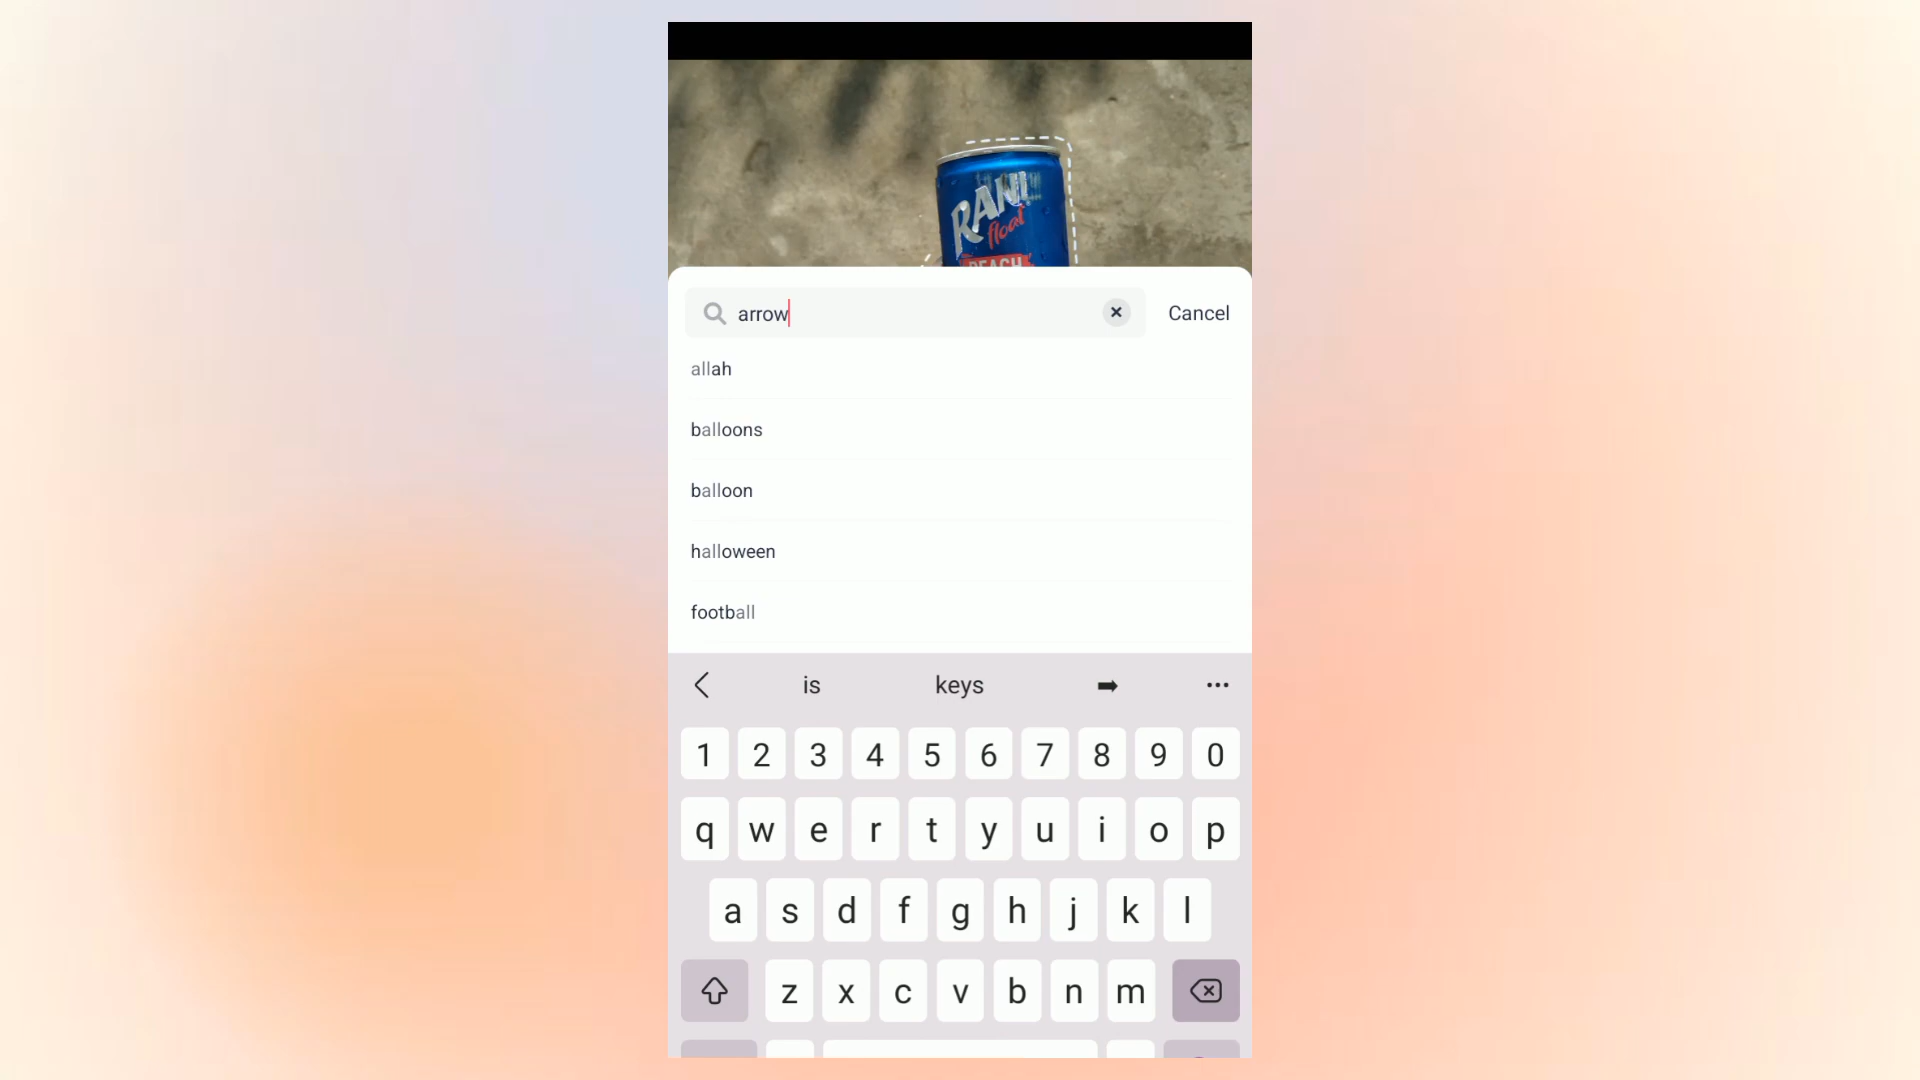 RANI
float
PEACH
arrow
Cancel
allah
balloons
balloon
halloween
football
is keys ➡ ...
1 2 3 4 5 6 7 8 9 0
q w e r t y u i o p
a s d f g h j k l
z x c v b n m